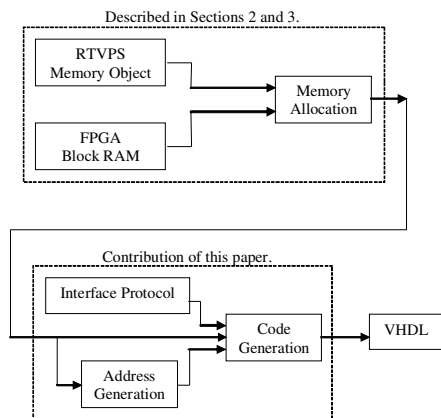 Described in Sections 2 and 3.
RTVPS
Memory Object
Memory
Allocation
FPGA
Block RAM
Contribution of this paper.
Interface Protocol
Code
Generation
VHDL
Address
Generation